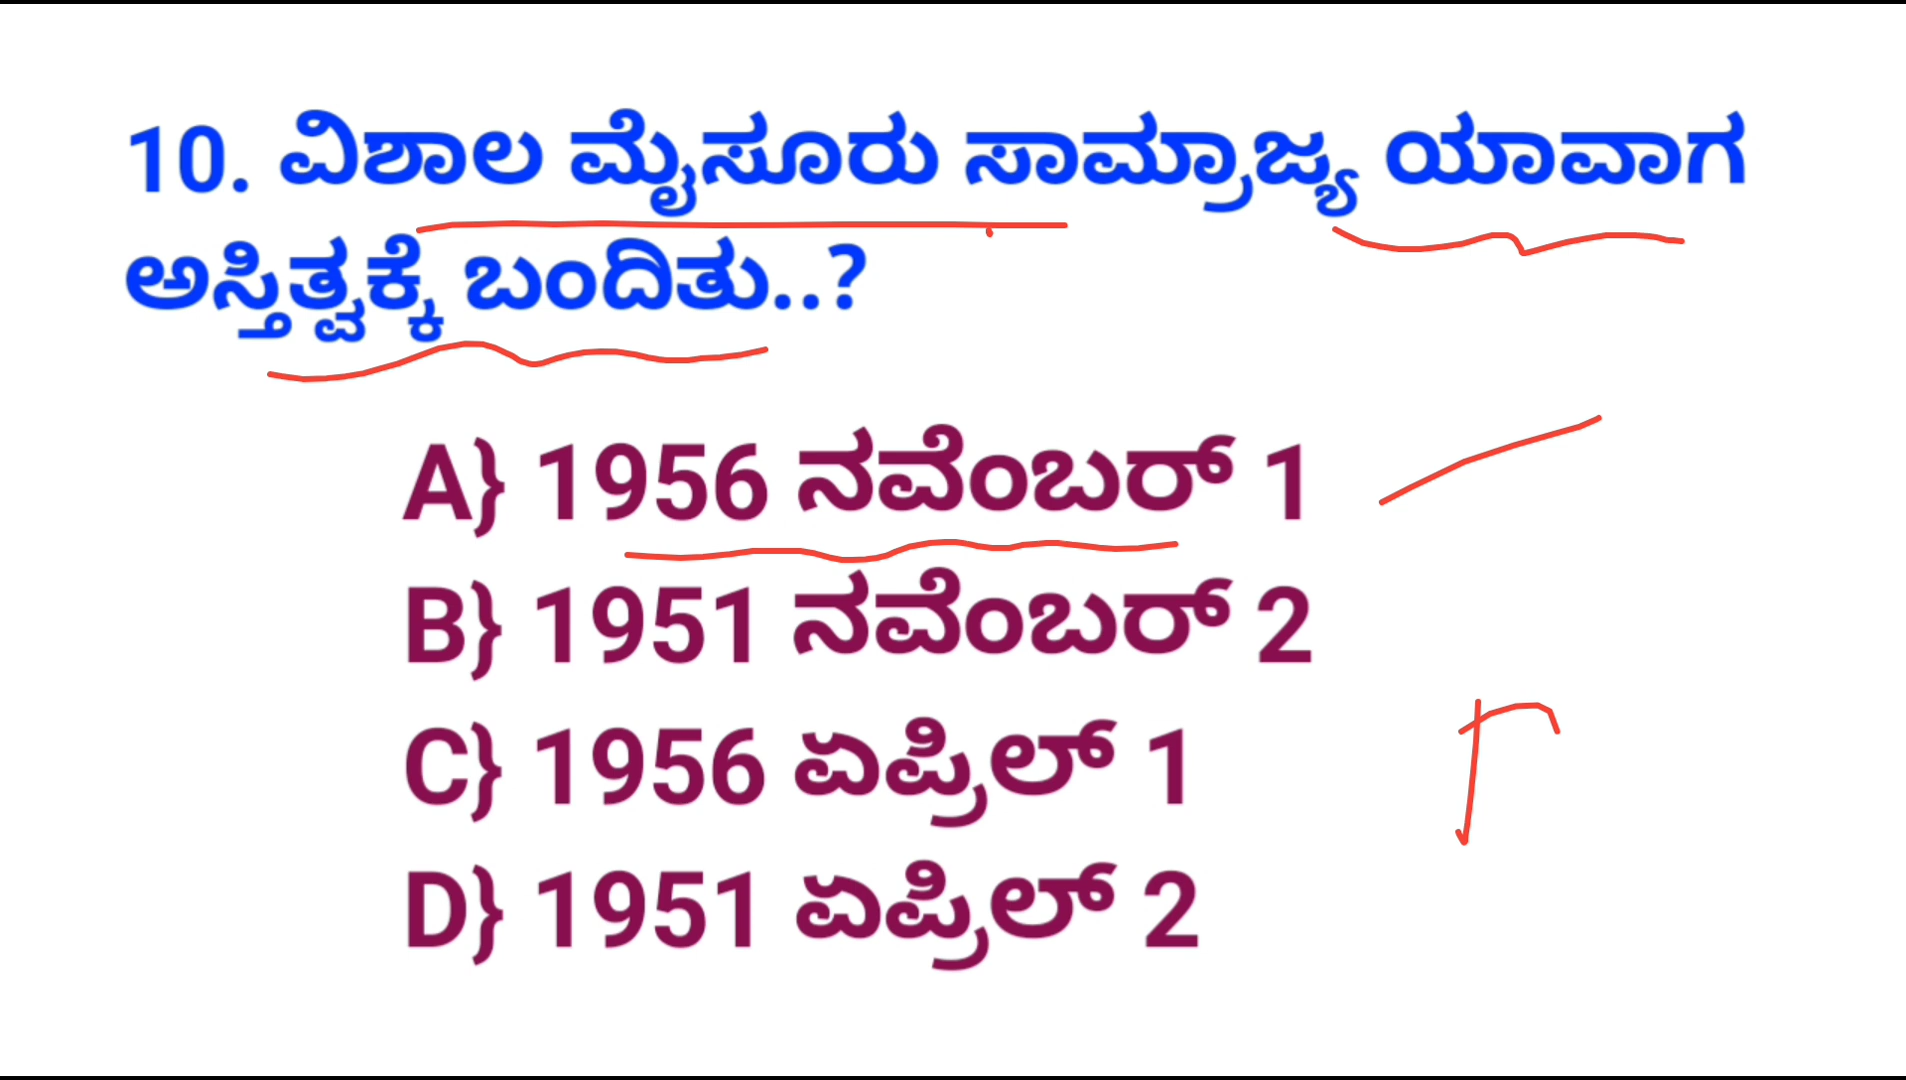 10. ವಿಶಾಲ ಮೈಸೂರು ಸಾಮ್ರಾಜ್ಯ ಯಾವಾಗ
ಅಸ್ತಿತ್ವಕ್ಕೆ ಬಂದಿತು..?
A} 1956 ನವೆಂಬರ್ 1
B} 1951 ನವೆಂಬರ್ 2
C} 1956 ಏಪ್ರಿಲ್ 1
D} 1951 ಏಪ್ರಿಲ್ 2